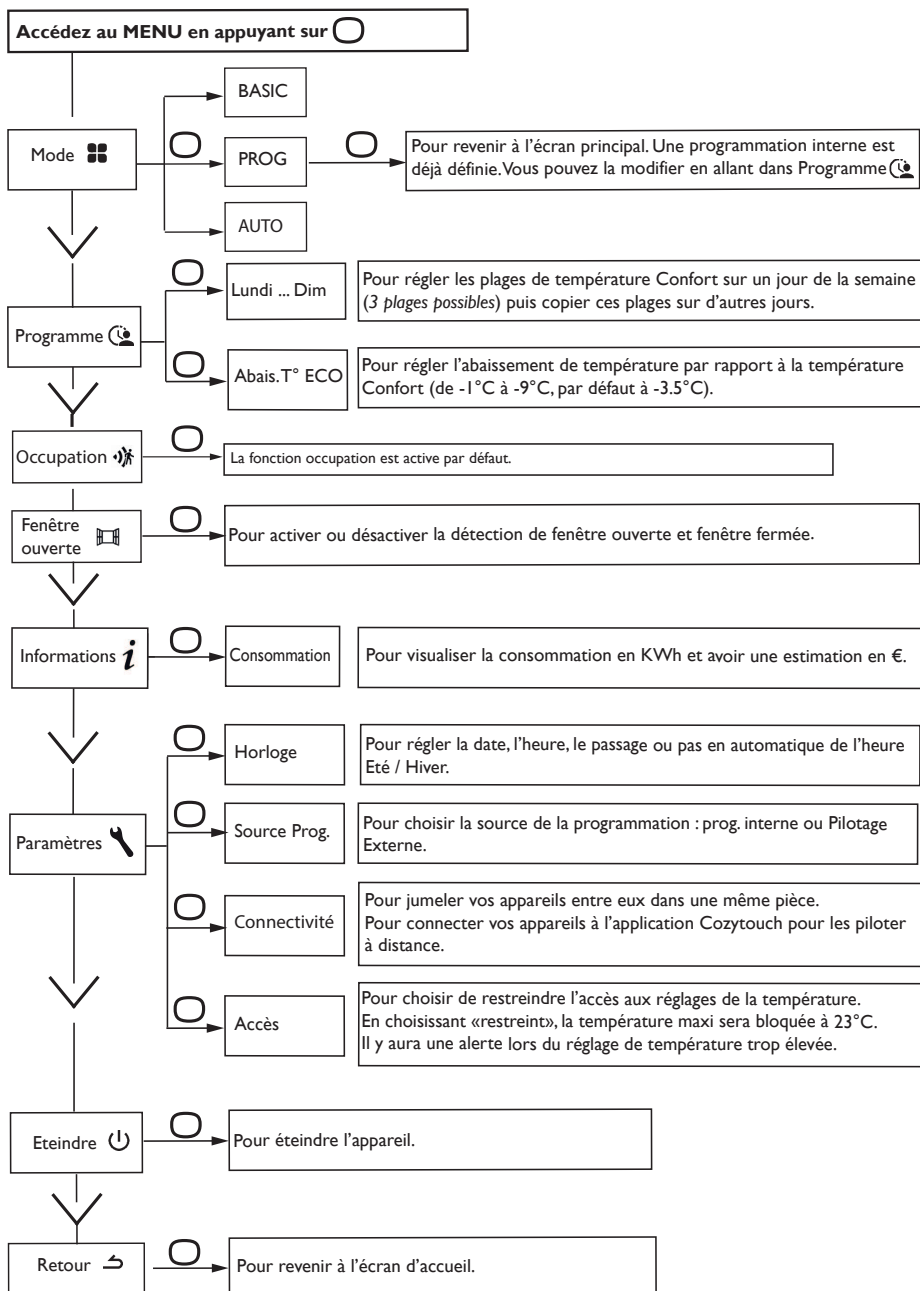 Accédez au MENU en appuyant sur
BASIC
Mode
PROG
Pour revenir à l'écran principal. Une programmation interne est
déjà définie. Vous pouvez la modifier en allant dans Programme
AUTO
Programme
Lundi ... Dim
Pour régler les plages de température Confort sur un jour de la semaine
(3 plages possibles) puis copier ces plages sur d'autres jours.
Abais. T° ECO
Pour régler l'abaissement de température par rapport à la température
Confort (de -1°C à -9°C, par défaut à -3.5°C).
Occupation
La fonction occupation est active par défaut.
Fenêtre
ouverte
Pour activer ou désactiver la détection de fenêtre ouverte et fenêtre fermée.
Informations
Consommation
Pour visualiser la consommation en KWh et avoir une estimation en €.
Paramètres
Horloge
Pour régler la date, l'heure, le passage ou pas en automatique de l'heure
Eté / Hiver.
Source Prog.
Pour choisir la source de la programmation : prog. interne ou Pilotage
Externe.
Connectivité
Pour jumeler vos appareils entre eux dans une même pièce.
Pour connecter vos appareils à l'application Cozytouch pour les piloter
à distance.
Accès
Pour choisir de restreindre l'accès aux réglages de la température.
En choisissant «restreint», la température maxi sera bloquée à 23°C.
Il y aura une alerte lors du réglage de température trop élevée.
Eteindre
Pour éteindre l'appareil.
Retour
Pour revenir à l'écran d'accueil.